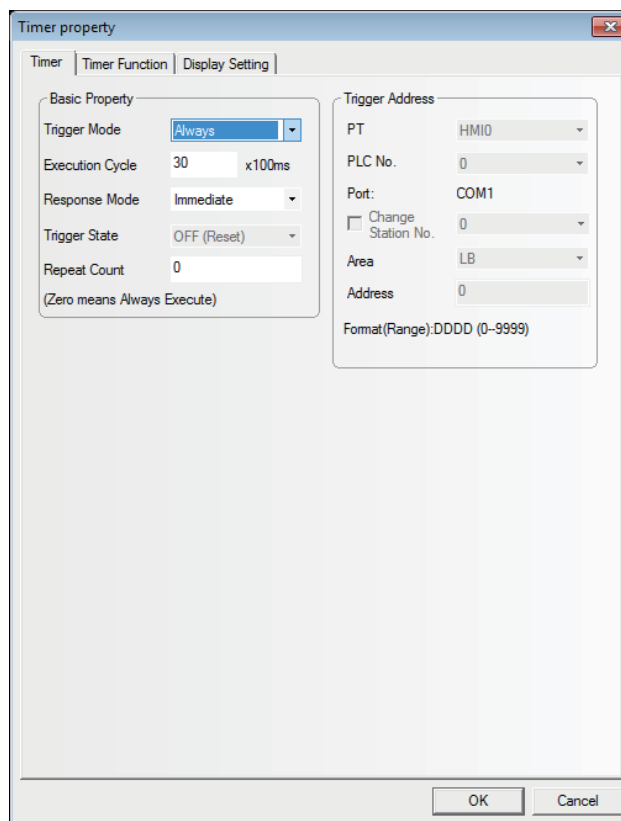 Timer property
Timer
Timer Function
Display Setting
Basic Property
Trigger Mode
Always
Execution Cycle
30
x100ms
Response Mode
Immediate
Trigger State
OFF (Reset)
Repeat Count
0
(Zero means Always Execute)
Trigger Address
PT
HMI0
PLC No.
0
Port:
COM1
Change
Station No.
0
Area
LB
Address
0
Format(Range):DDDD (0--9999)
OK
Cancel